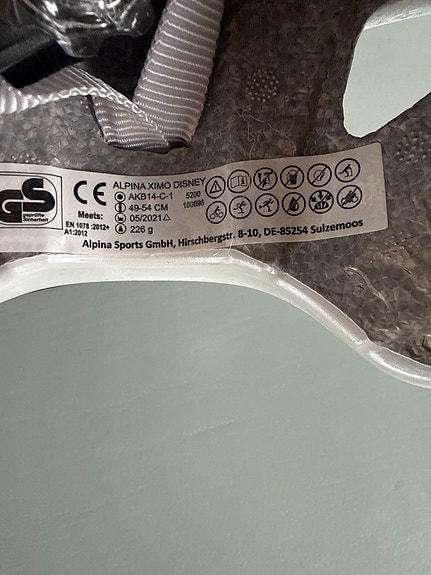 GS
geprüfte
Sicherheit
CE
Meets:
EN 1078 :2012+
A1:2012
ALPINA XIMO DISNEY
AKB14-C-1 5200
49-54 CM 180896
05/2021
226 g
Alpina Sports GmbH, Hirschbergstr. 8-10, DE-85254 Sulzemoos